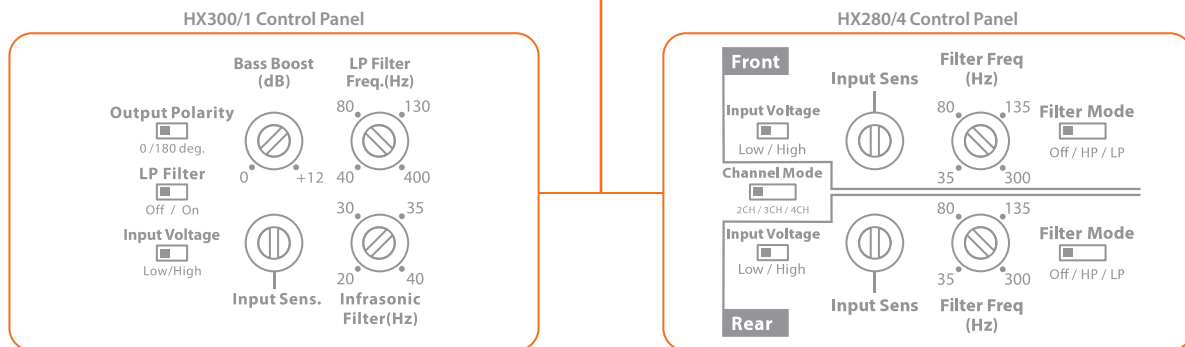 HX300/1 Control Panel
Bass Boost
(dB)
LP Filter
Freq.(Hz)
80
130
Output Polarity
0/180 deg.
0
+12
40
400
LP Filter
Off / On
30
35
Input Voltage
Low/High
20
40
Input Sens.
Infrasonic
Filter(Hz)
HX280/4 Control Panel
Front
Input Sens
Filter Freq
(Hz)
80
135
Input Voltage
Low / High
Filter Mode
Off / HP / LP
35
300
Channel Mode
2CH / 3CH / 4CH
80
135
Input Voltage
Low / High
Filter Mode
Off / HP / LP
35
300
Input Sens
Filter Freq
(Hz)
Rear